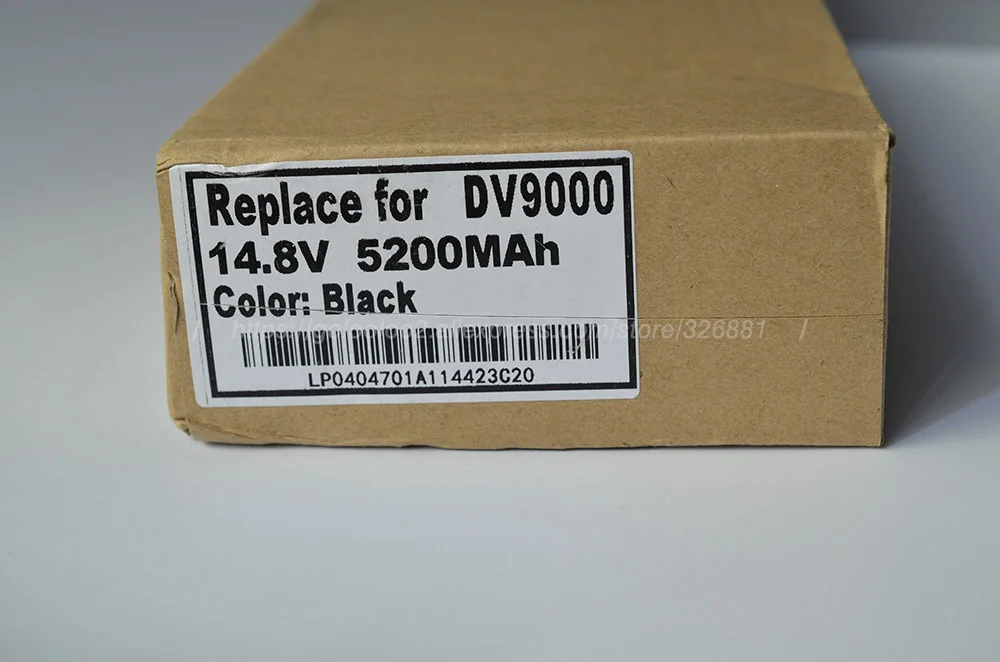 Replace for DV9000
14.8V 5200MAh
Color: Black
LP0404701A114423C20